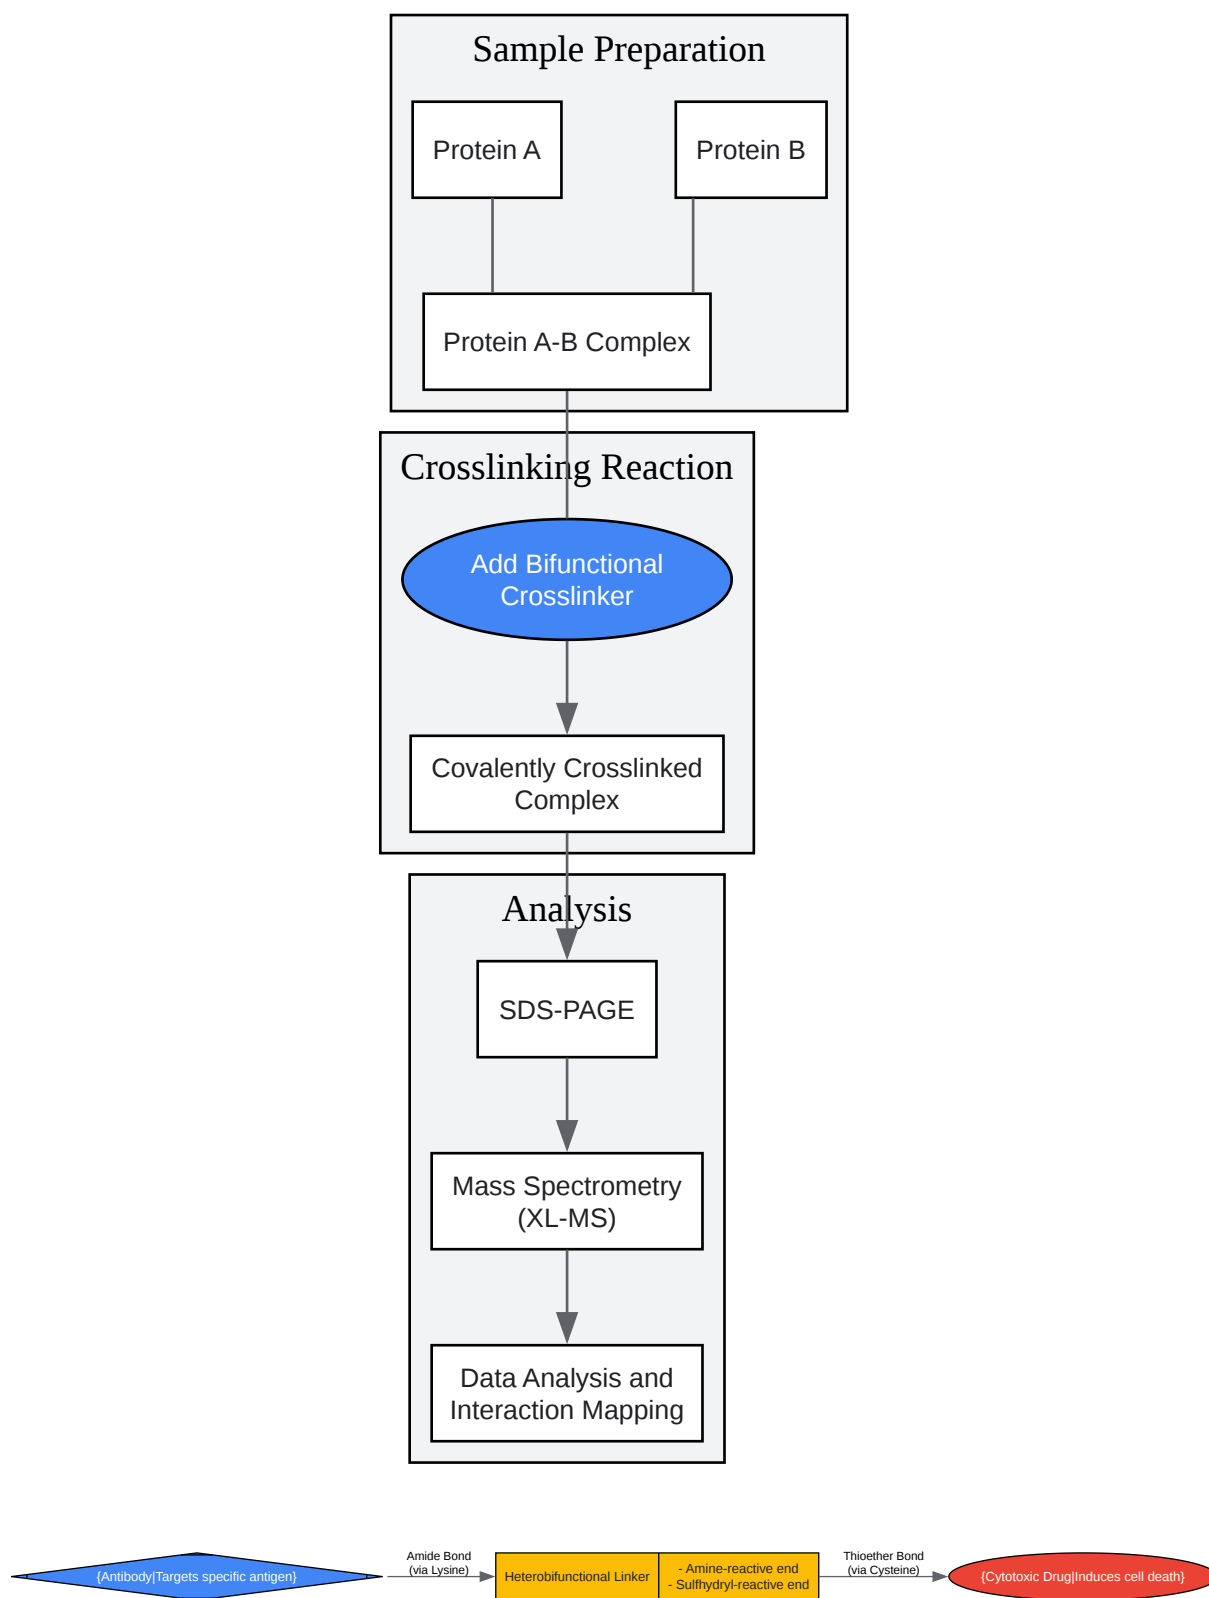 Sample Preparation
Protein A
Protein B
Protein A-B Complex
Crosslinking Reaction
Add Bifunctional
Crosslinker
Covalently Crosslinked
Complex
Analysis
SDS-PAGE
Mass Spectrometry
(XL-MS)
Data Analysis and
Interaction Mapping
{Antibody|Targets specific antigen}
Amide Bond
(via Lysine)
Heterobifunctional Linker
- Amine-reactive end
- Sulfhydryl-reactive end
Thioether Bond
(via Cysteine)
{Cytotoxic Drug|Induces cell death}